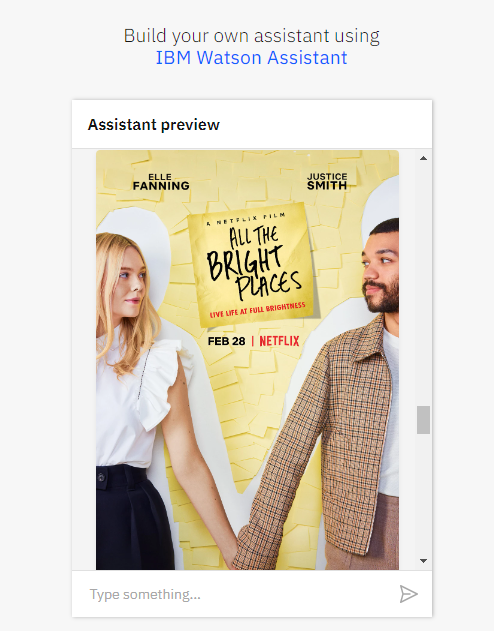 Build your own assistant using
IBM Watson Assistant
Assistant preview
ELLE
FANNING
JUSTICE
SMITH
A NETFLIX FILM
ALL THE
BRIGHT
PLACES
LIVE LIFE AT FULL BRIGHTNESS
FEB 28 | NETFLIX
Type something...